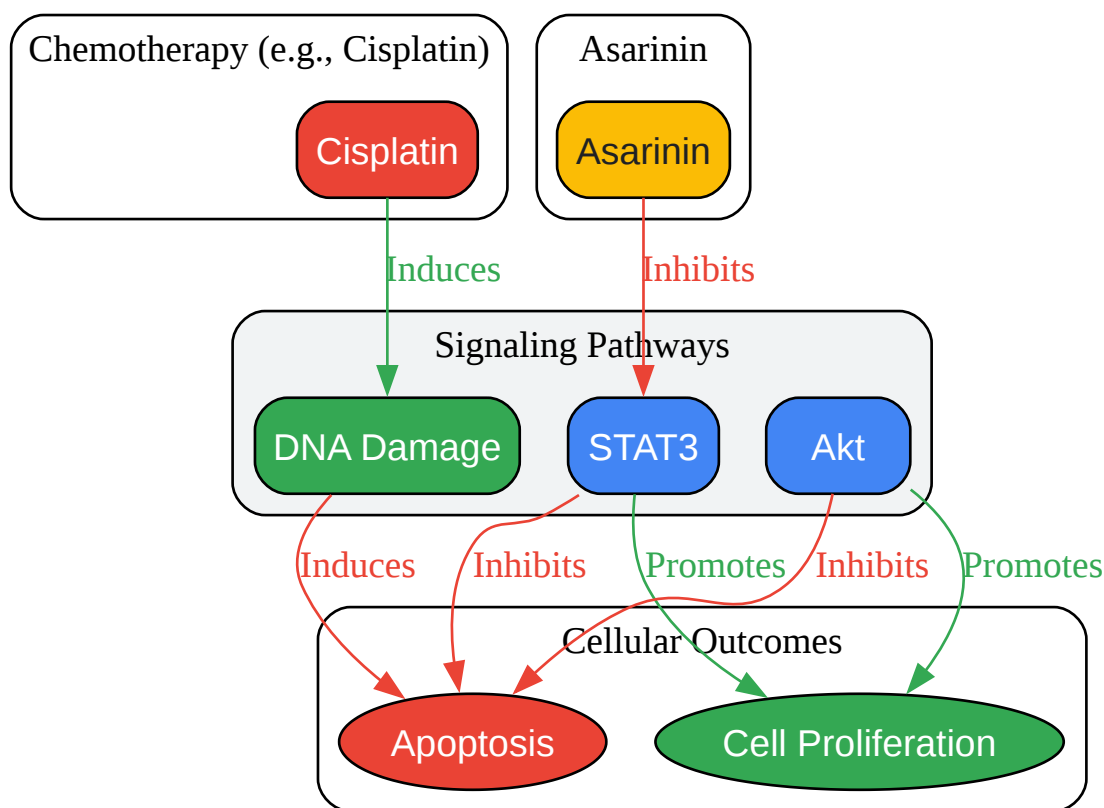 Chemotherapy (e.g., Cisplatin)
Asarinin
Cisplatin
Asarinin
Induces
Inhibits
Signaling Pathways
DNA Damage
STAT3
Akt
Induces
Inhibits
Promotes
Inhibits
Promotes
Cellular Outcomes
Apoptosis
Cell Proliferation